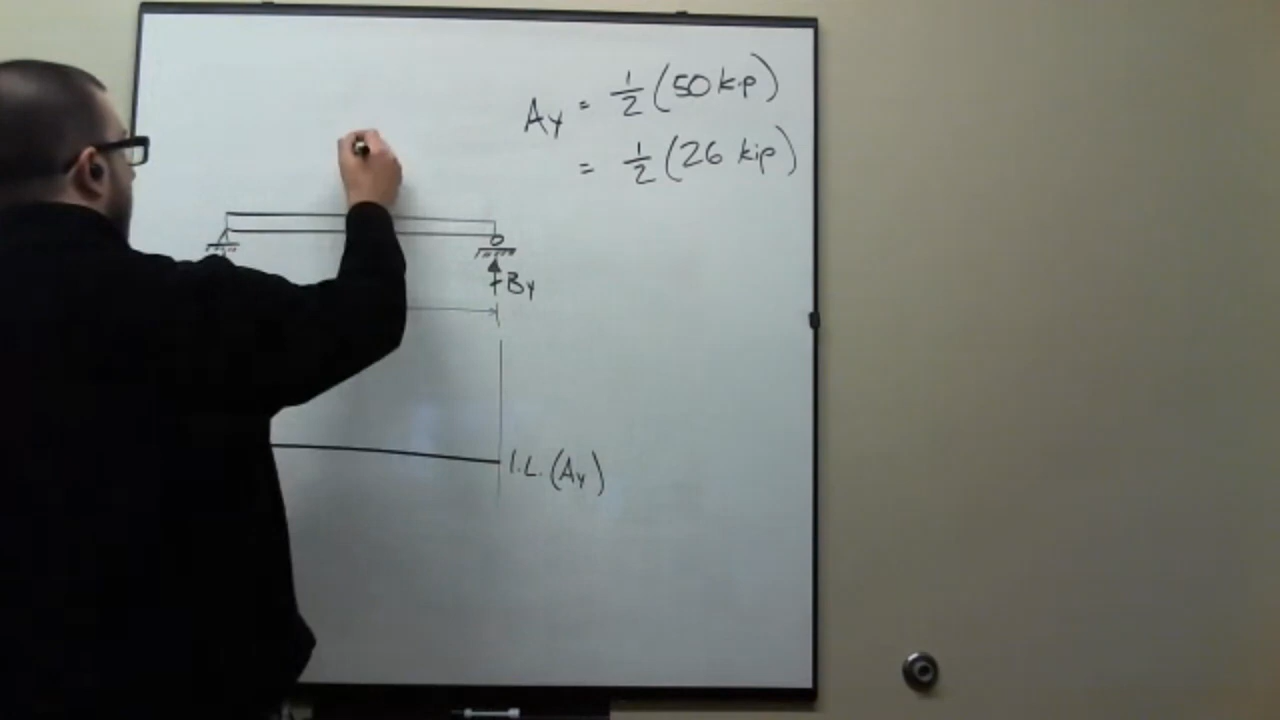 Ay = 1/2 (50 kip)
= 1/2 (26 kip)
By
I.L. (Ay)